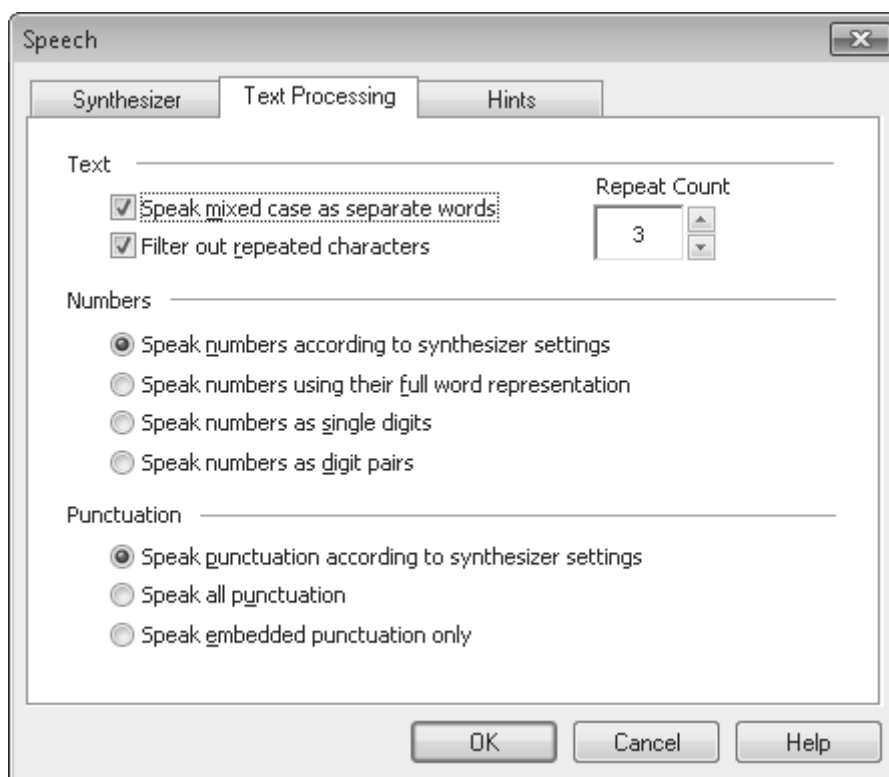 Speech
Synthesizer
Text Processing
Hints
Text
Repeat Count
Speak mixed case as separate words
3
Filter out repeated characters
Numbers
Speak numbers according to synthesizer settings
Speak numbers using their full word representation
Speak numbers as single digits
Speak numbers as digit pairs
Punctuation
Speak punctuation according to synthesizer settings
Speak all punctuation
Speak embedded punctuation only
OK
Cancel
Help